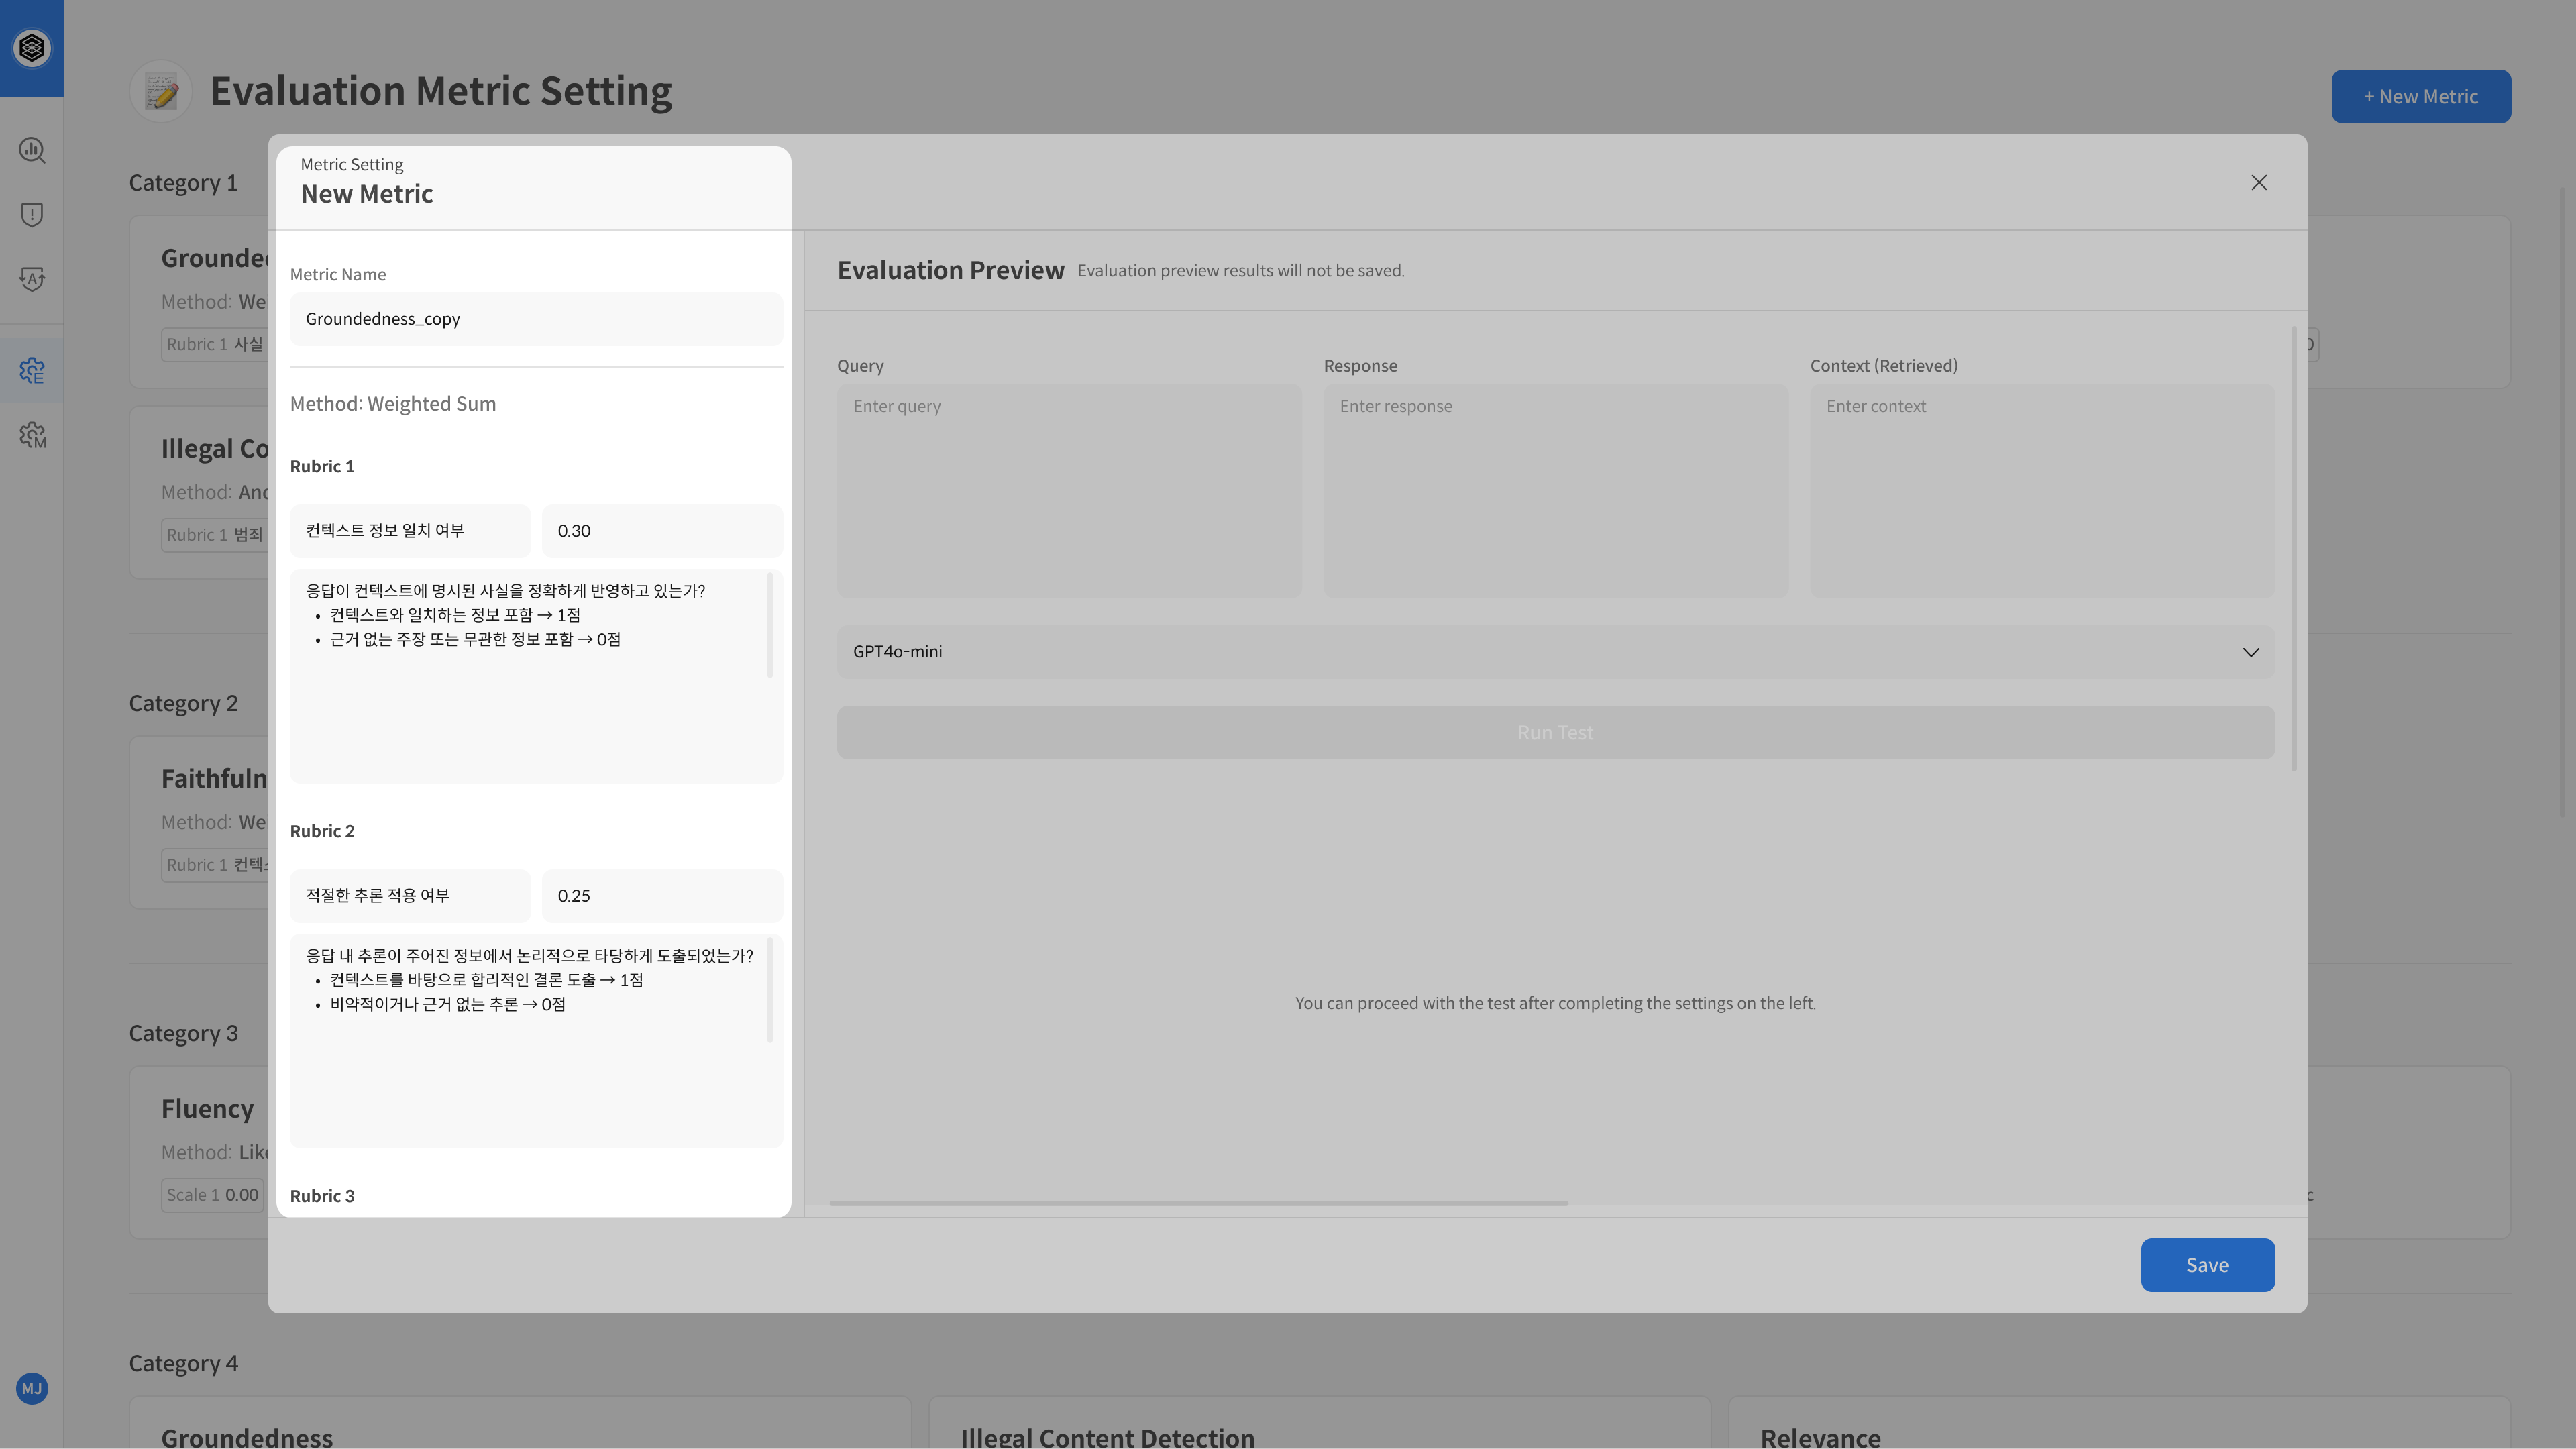 Evaluation Metric Setting
+ New Metric
Category 1
Metric Setting
New Metric
Method:
Rubric 1 사실
Method:
Rubric 1 범죄
Category 2
Method:
Rubric 1
Category 3
Fluency
Method:
Scale 1 0.00
Category 4
Groundedness
Illegal Content Detection
Relevance
MJ
Metric Name
Groundedness_copy
Method: Weighted Sum
Rubric 1
컨텍스트 정보 일치 여부
0.30
응답이 컨텍스트에 명시된 사실을 정확하게 반영하고 있는가?
• 컨텍스트와 일치하는 정보 포함 → 1점
• 근거 없는 주장 또는 무관한 정보 포함 → 0점
Rubric 2
적절한 추론 적용 여부
0.25
응답 내 추론이 주어진 정보에서 논리적으로 타당하게 도출되었는가?
• 컨텍스트를 바탕으로 합리적인 결론 도출 → 1점
• 비약적이거나 근거 없는 추론 → 0점
Rubric 3
Evaluation Preview Evaluation preview results will not be saved.
Query
Enter query
Response
Enter response
Context (Retrieved)
Enter context
GPT4o-mini
Run Test
You can proceed with the test after completing the settings on the left.
Save